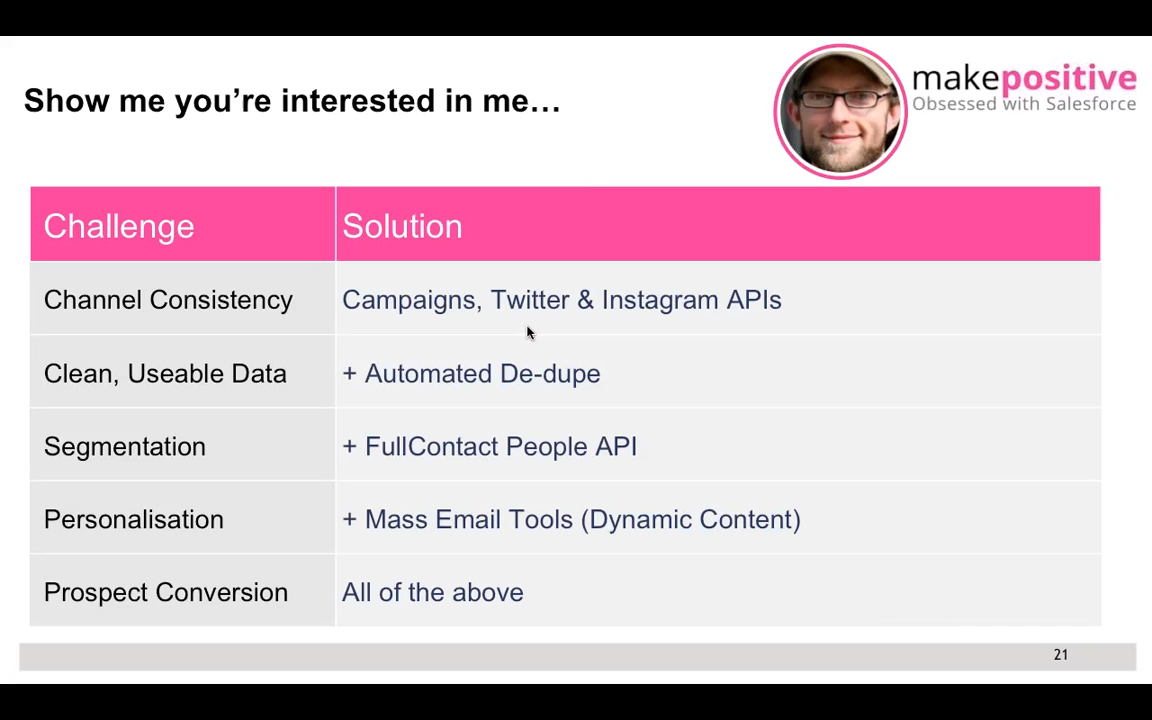 Show me you’re interested in me…
makepositive
Obsessed with Salesforce
Challenge Solution
Channel Consistency Campaigns, Twitter & Instagram APIs
Clean, Useable Data + Automated De-dupe
Segmentation + FullContact People API
Personalisation + Mass Email Tools (Dynamic Content)
Prospect Conversion All of the above
21